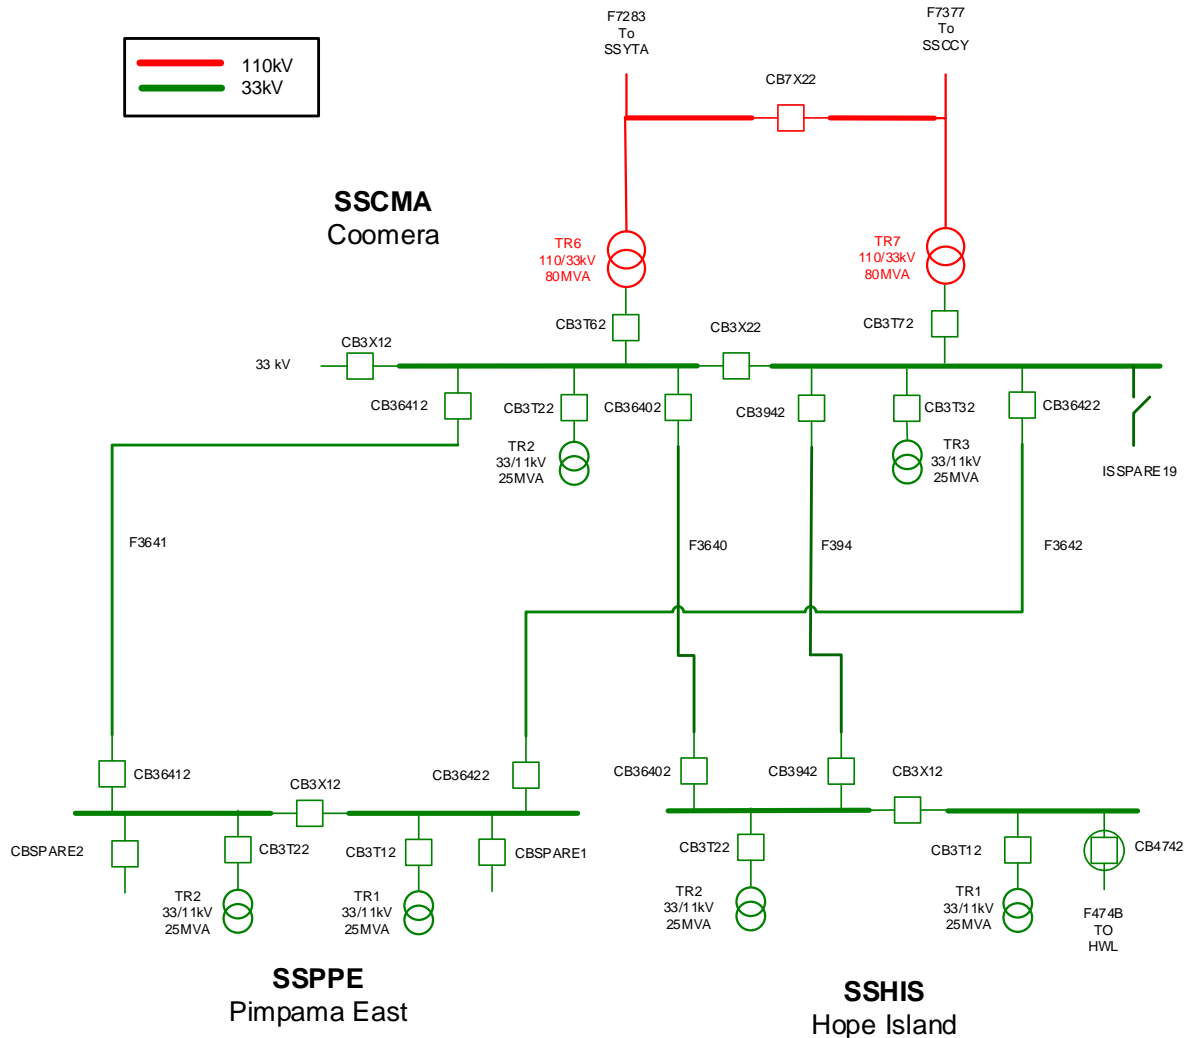 F7283
To
SSYTA
F7377
To
SSCCY
110kV
33kV
CB7X22
SSCMA
Coomera
TR6
110/33kV
80MVA
TR7
110/33kV
80MVA
CB3T62
CB3X22
CB3T72
CB3X12
33 kV
CB36412
CB3T22
CB36402
CB3942
CB3T32
CB36422
TR2
33/11kV
25MVA
TR3
33/11kV
25MVA
ISSPARE19
F3641
F3640
F394
F3642
CB36412
CB3X12
CB36422
CB36402
CB3942
CB3X12
CBSPARE2
CB3T22
CB3T12
CBSPARE1
CB3T22
CB3T12
CB4742
TR2
33/11kV
25MVA
TR1
33/11kV
25MVA
TR2
33/11kV
25MVA
TR1
33/11kV
25MVA
F474B
TO
HWL
SSPPE
Pimpama East
SSHIS
Hope Island